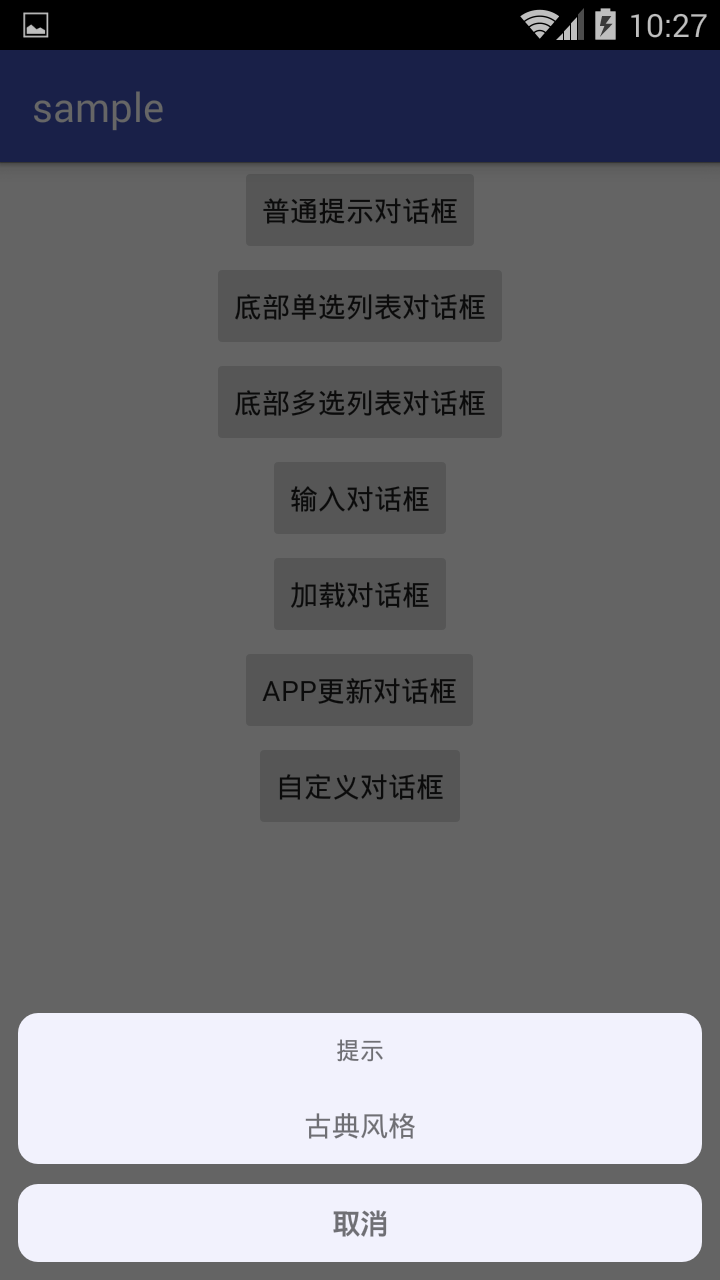 10:27
sample
普通提示对话框
底部单选列表对话框
底部多选列表对话框
输入对话框
加载对话框
APP更新对话框
自定义对话框
提示
古典风格
取消